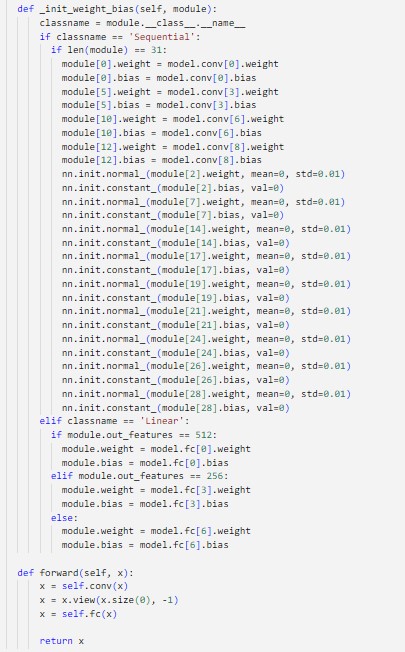 def _init_weight_bias(self, module):
classname = module.__class__.__name__
if classname == 'Sequential':
if len(module) == 31:
module[0].weight = model.conv[0].weight
module[0].bias = model.conv[0].bias
module[5].weight = model.conv[3].weight
module[5].bias = model.conv[3].bias
module[10].weight = model.conv[6].weight
module[10].bias = model.conv[6].bias
module[12].weight = model.conv[8].weight
module[12].bias = model.conv[8].bias
nn.init.normal_(module[2].weight, mean=0, std=0.01)
nn.init.constant_(module[2].bias, val=0)
nn.init.normal_(module[7].weight, mean=0, std=0.01)
nn.init.constant_(module[7].bias, val=0)
nn.init.normal_(module[14].weight, mean=0, std=0.01)
nn.init.constant_(module[14].bias, val=0)
nn.init.normal_(module[17].weight, mean=0, std=0.01)
nn.init.constant_(module[17].bias, val=0)
nn.init.normal_(module[19].weight, mean=0, std=0.01)
nn.init.constant_(module[19].bias, val=0)
nn.init.normal_(module[21].weight, mean=0, std=0.01)
nn.init.constant_(module[21].bias, val=0)
nn.init.normal_(module[24].weight, mean=0, std=0.01)
nn.init.constant_(module[24].bias, val=0)
nn.init.normal_(module[26].weight, mean=0, std=0.01)
nn.init.constant_(module[26].bias, val=0)
nn.init.normal_(module[28].weight, mean=0, std=0.01)
nn.init.constant_(module[28].bias, val=0)
elif classname == 'Linear':
if module.out_features == 512:
module.weight = model.fc[0].weight
module.bias = model.fc[0].bias
elif module.out_features == 256:
module.weight = model.fc[3].weight
module.bias = model.fc[3].bias
else:
module.weight = model.fc[6].weight
module.bias = model.fc[6].bias
def forward(self, x):
x = self.conv(x)
x = x.view(x.size(0), -1)
x = self.fc(x)
return x